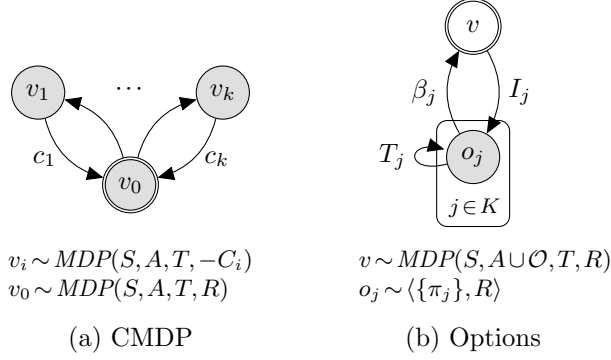 v
v₁ ... vₖ
βⱼ Iⱼ
c₁ cₖ
v₀
Tⱼ oⱼ
j ∈ K
vᵢ ∼ MDP(S, A, T, −Cᵢ)
v₀ ∼ MDP(S, A, T, R)
(a) CMDP
v ∼ MDP(S, A ∪ 𝒪, T, R)
oⱼ ∼ ⟨{πⱼ}, R⟩
(b) Options